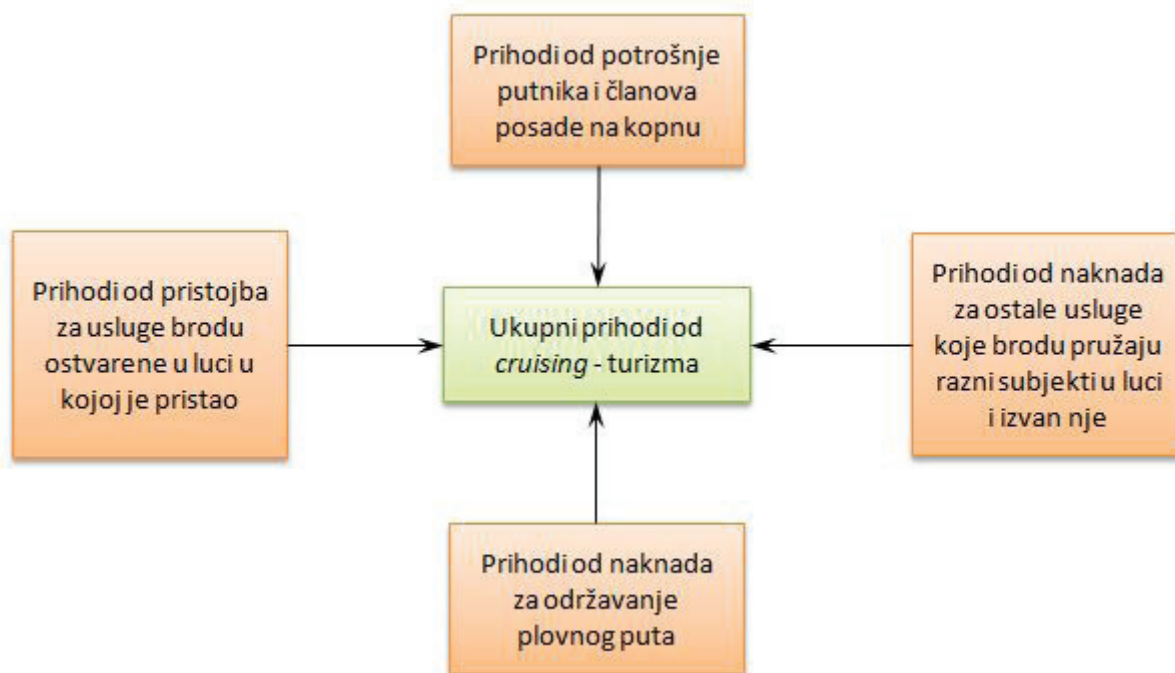 Prihodi od potrošnje
putnika i članova
posade na kopnu
Prihodi od pristojba
za usluge brodu
ostvarene u luci u
kojoj je pristao
Ukupni prihodi od
cruising - turizma
Prihodi od naknada
za ostale usluge
koje brodu pružaju
razni subjekti u luci
i izvan nje
Prihodi od naknada
za održavanje
plovnog puta